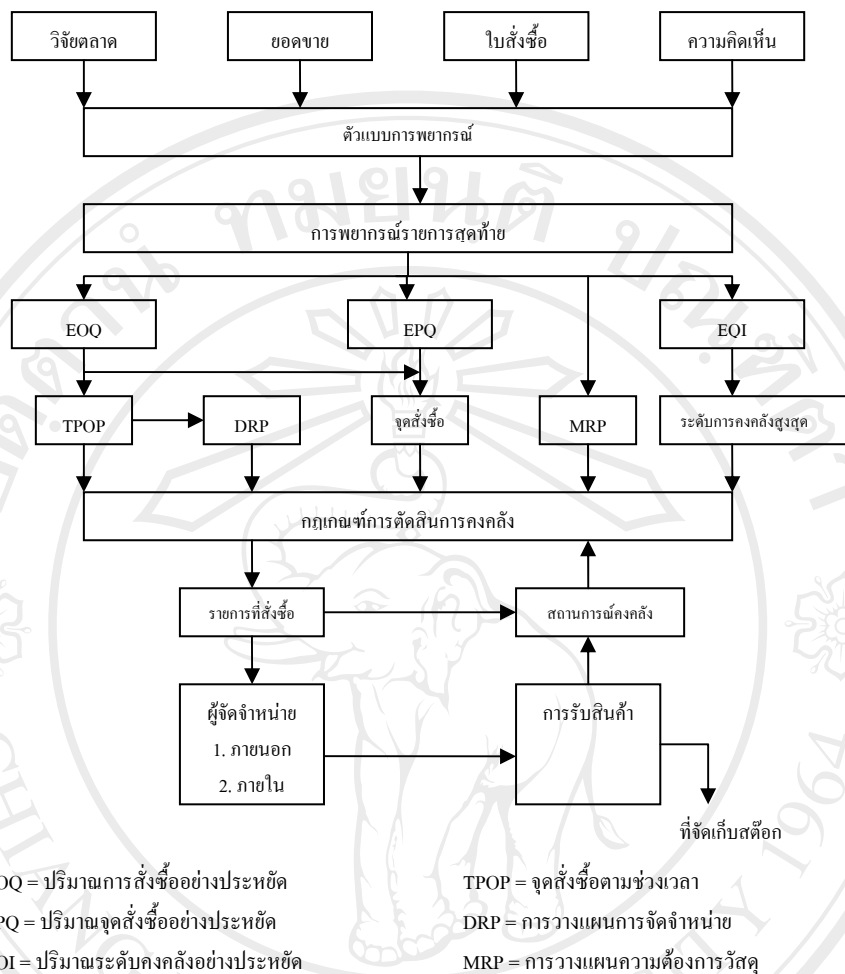 วิจัยตลาด
ยอดขาย
ใบสั่งซื้อ
ความคิดเห็น
ตัวแบบการพยากรณ์
การพยากรณ์รายการสุดท้าย
EOQ
EPQ
EQI
TPOP
DRP
จุดสั่งซื้อ
MRP
ระดับการคงคลังสูงสุด
กฎเกณฑ์การตัดสินการคงคลัง
รายการที่สั่งซื้อ
สถานการณ์คงคลัง
ผู้จัดจำหน่าย
1. ภายนอก
2. ภายใน
การรับสินค้า
ที่จัดเก็บสต๊อก
OQ = ปริมาณการสั่งซื้ออย่างประหยัด
TPOP = จุดสั่งซื้อตามช่วงเวลา
PQ = ปริมาณจุดสั่งซื้ออย่างประหยัด
DRP = การวางแผนการจัดจำหน่าย
QI = ปริมาณระดับคงคลังอย่างประหยัด
MRP = การวางแผนความต้องการวัสดุ